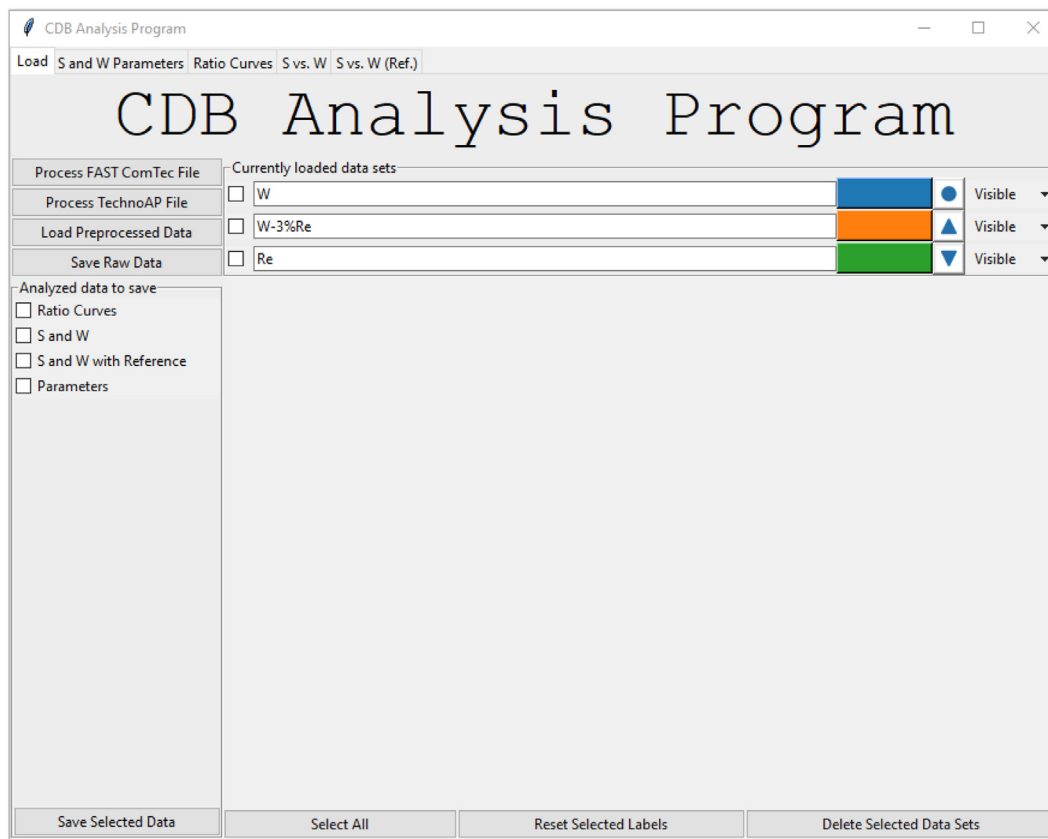 CDB Analysis Program
Load S and W Parameters Ratio Curves S vs. W S vs. W (Ref.)
CDB Analysis Program
Process FAST ComTec File
Process TechnoAP File
Load Preprocessed Data
Save Raw Data
Currently loaded data sets
W Visible
W-3%Re Visible
Re Visible
Analyzed data to save
Ratio Curves
S and W
S and W with Reference
Parameters
Save Selected Data
Select All
Reset Selected Labels
Delete Selected Data Sets